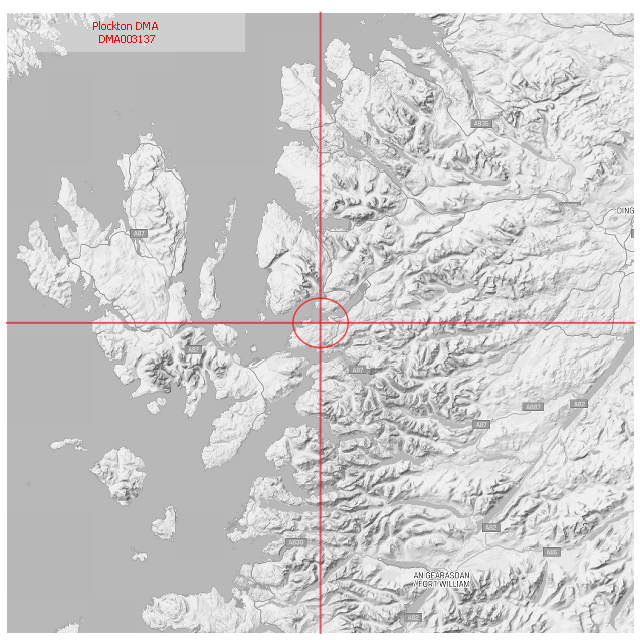 Plockton DMA
DMA003137
A835
DING
A87
A87
A87
A887
A82
A87
A82
A830
A86
AN GEARASDAN
/FORT WILLIAM
A82